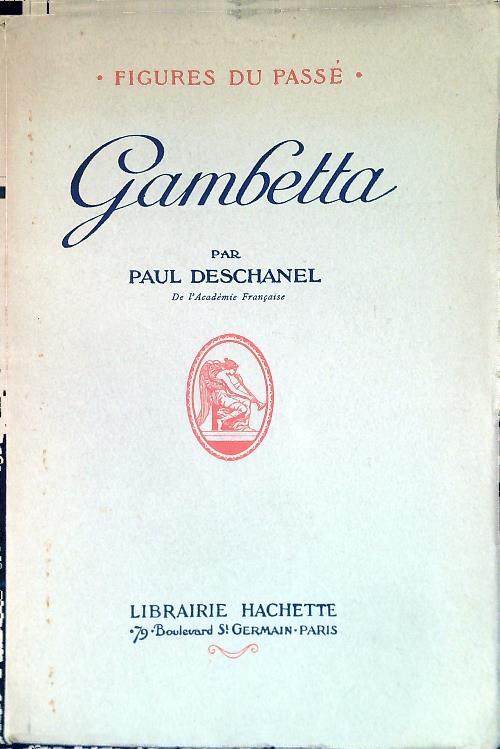 • FIGURES DU PASSÉ •
Gambetta
PAR
PAUL DESCHANEL
De l'Académie Française
LIBRAIRIE HACHETTE
•79•Boulevard St GERMAIN•PARIS